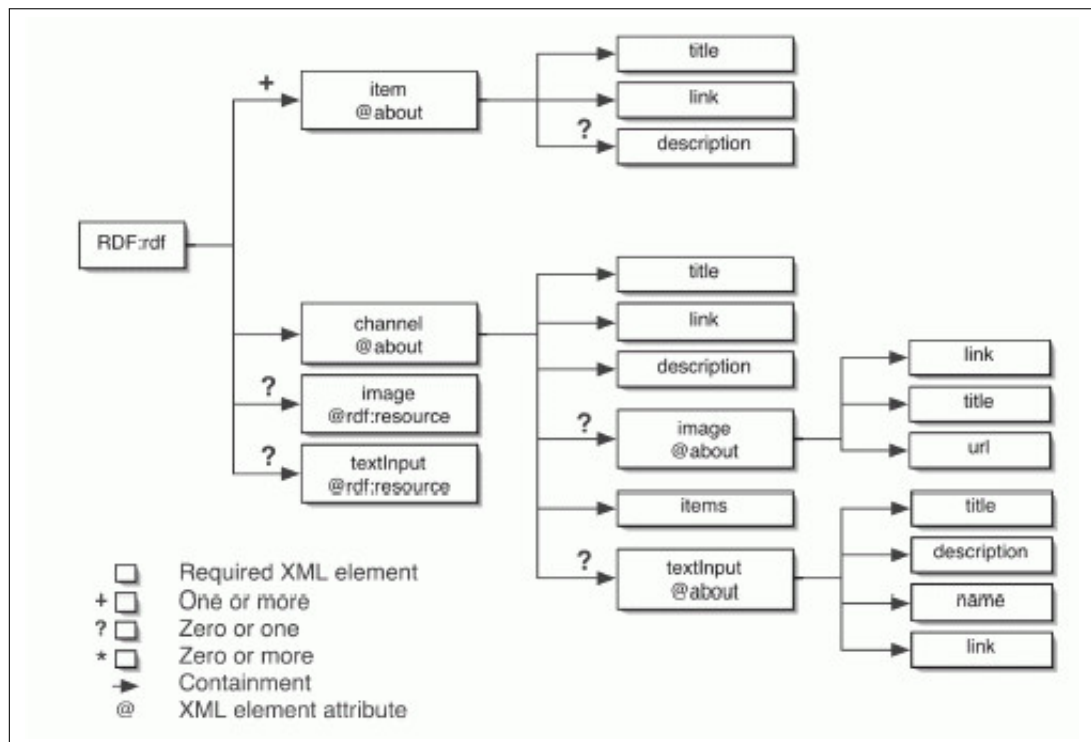 title
+
item
@about
link
?
description
RDF:rdf
title
channel
@about
link
description
?
image
@rdf:resource
?
image
@about
link
title
url
?
textInput
@rdf:resource
items
?
textInput
@about
title
description
name
link
Required XML element
+ One or more
? Zero or one
* Zero or more
Containment
@ XML element attribute